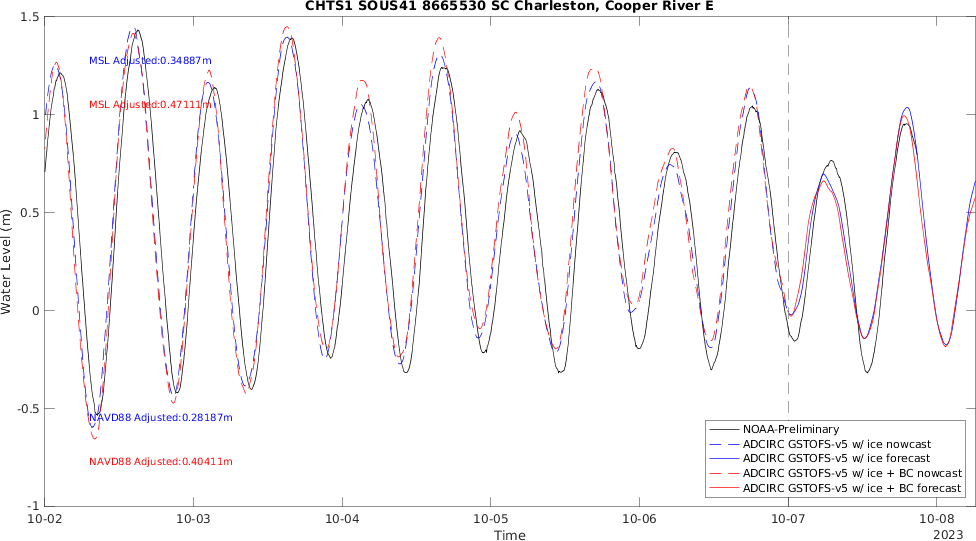 CHTS1 SOUS41 8665530 SC Charleston, Cooper River E
1.5
MSL Adjusted:0.34887m
MSL Adjusted:0.47111m
1
0.5
Water Level (m)
0
-0.5
NAVD88 Adjusted:0.28187m
NAVD88 Adjusted:0.40411m
NOAA-Preliminary
ADCIRC GSTOFS-v5 w/ ice nowcast
ADCIRC GSTOFS-v5 w/ ice forecast
ADCIRC GSTOFS-v5 w/ ice + BC nowcast
ADCIRC GSTOFS-v5 w/ ice + BC forecast
-1
10-02 10-03 10-04 10-05 10-06 10-07 10-08
Time
2023